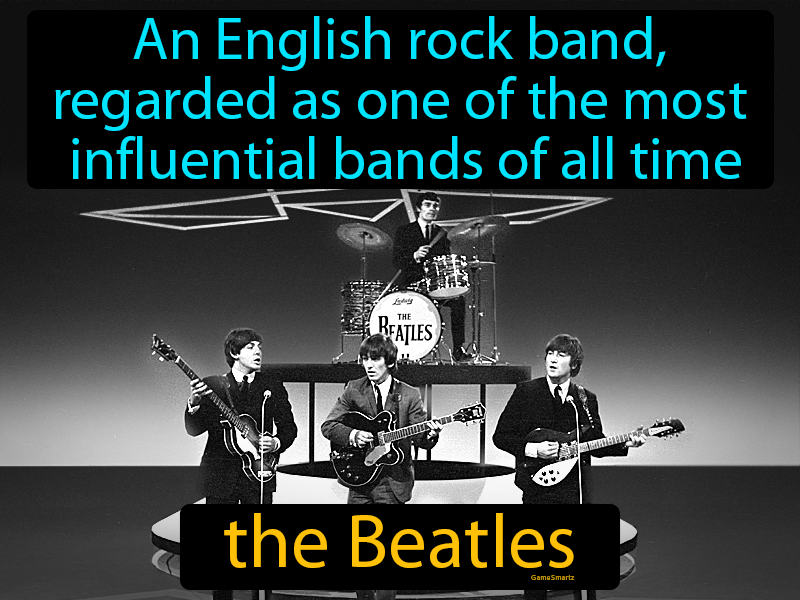 An English rock band,
regarded as one of the most
influential bands of all time
Ludwig
THE
BEATLES
the Beatles
GameSmartz